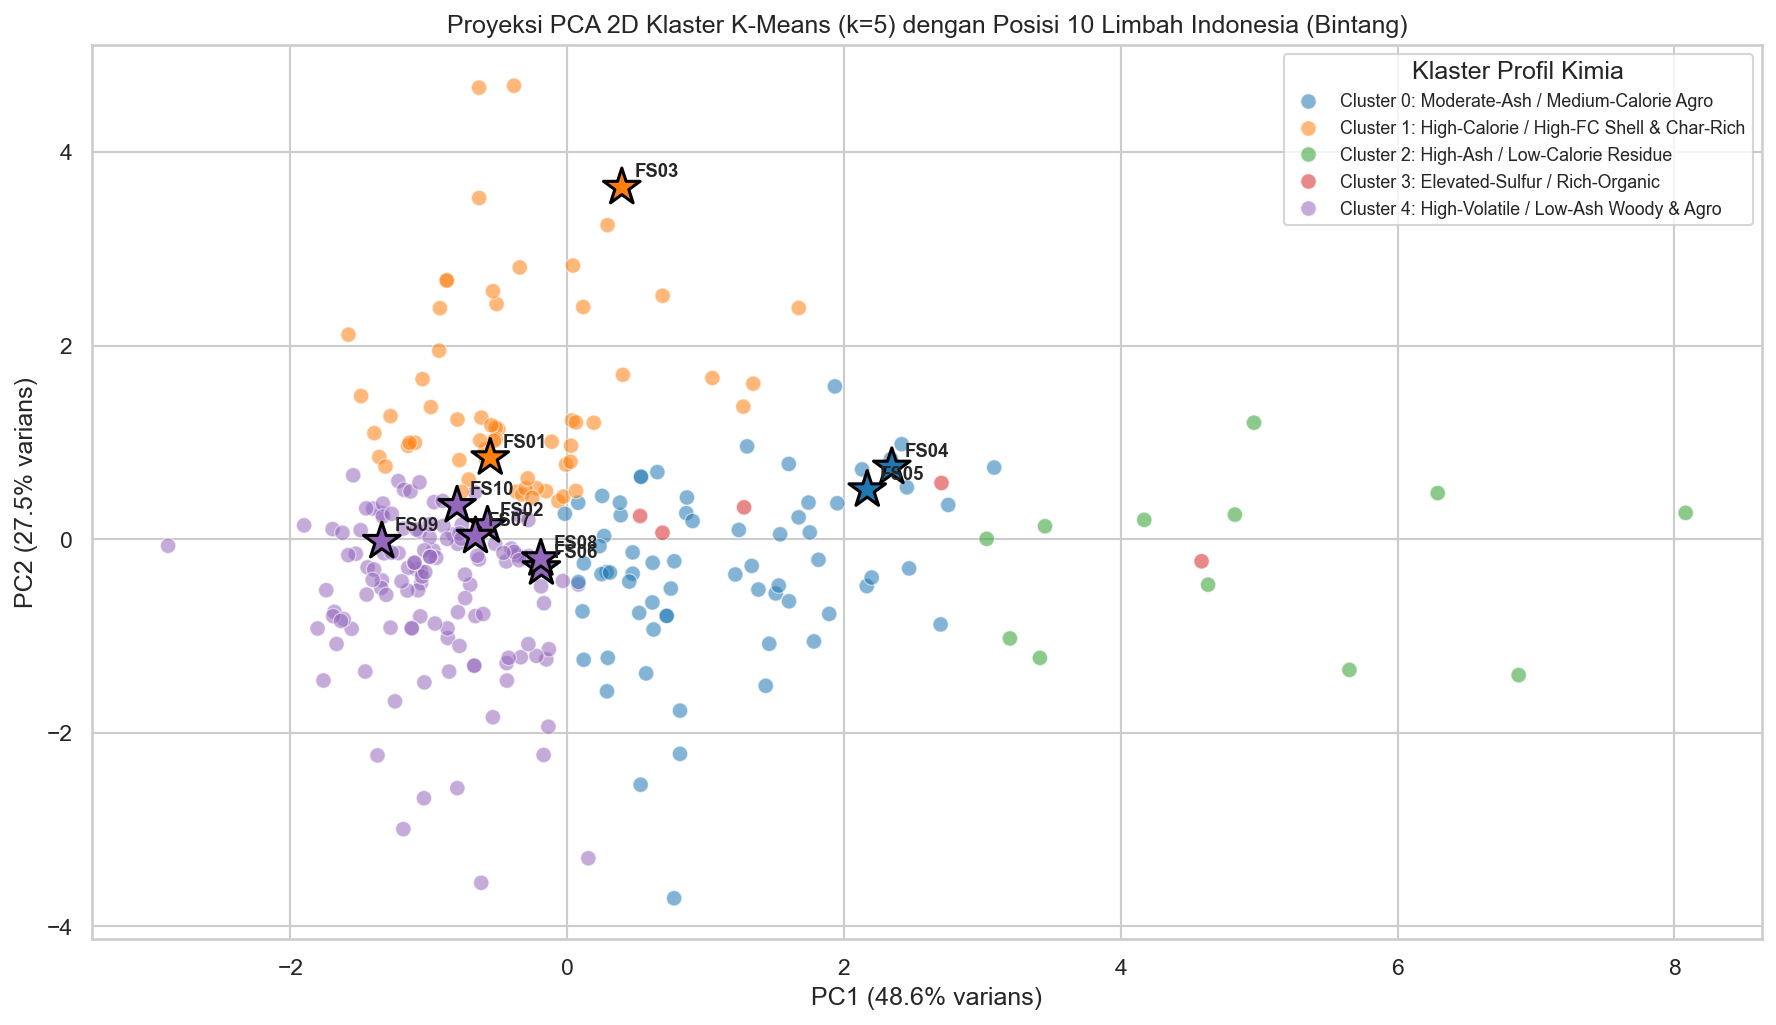 Proyeksi PCA 2D Klaster K-Means (k=5) dengan Posisi 10 Limbah Indonesia (Bintang)
Klaster Profil Kimia
Cluster 0: Moderate-Ash / Medium-Calorie Agro
Cluster 1: High-Calorie / High-FC Shell & Char-Rich
Cluster 2: High-Ash / Low-Calorie Residue
Cluster 3: Elevated-Sulfur / Rich-Organic
Cluster 4: High-Volatile / Low-Ash Woody & Agro
FS03
FS01
FS04
FS05
FS10
FS02
FS07
FS09
FS08
FS06
4
2
0
−2
−4
PC2 (27.5% varians)
−2
0
2
4
6
8
PC1 (48.6% varians)